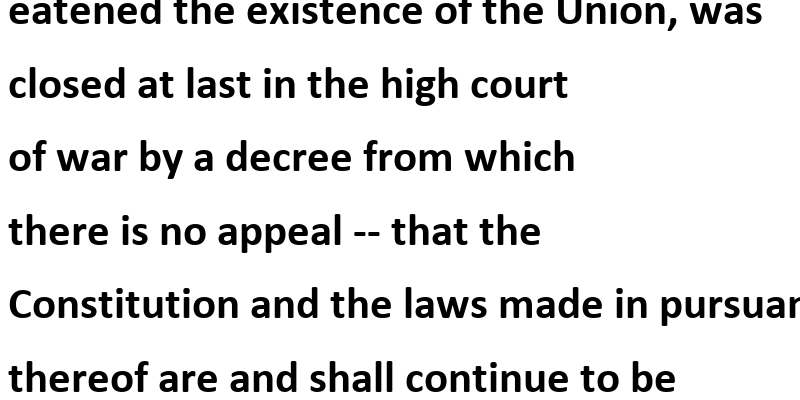 eatened the existence of the Union, was
closed at last in the high court
of war by a decree from which
there is no appeal -- that the
Constitution and the laws made in pursuan
thereof are and shall continue to be